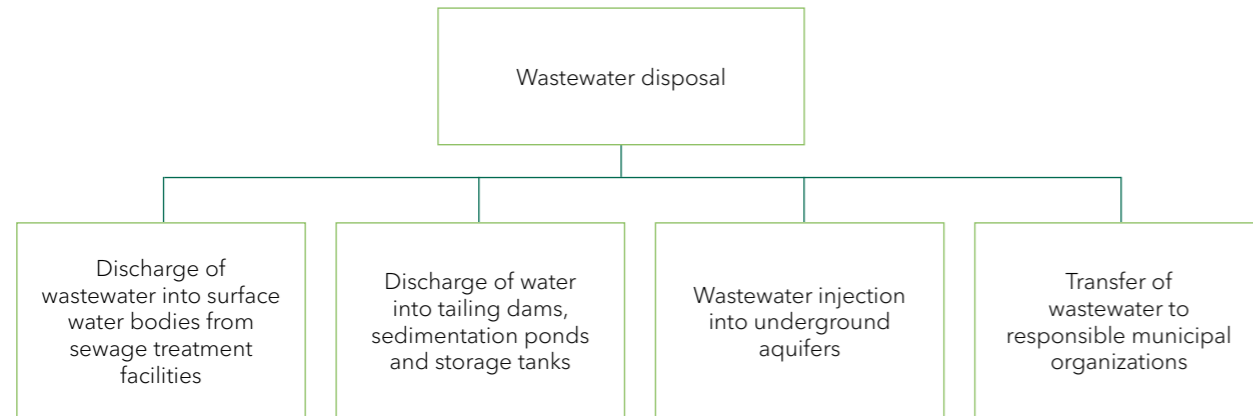 Wastewater disposal
Discharge of
wastewater into surface
water bodies from
sewage treatment
facilities
Discharge of water
into tailing dams,
sedimentation ponds
and storage tanks
Wastewater injection
into underground
aquifers
Transfer of
wastewater to
responsible municipal
organizations